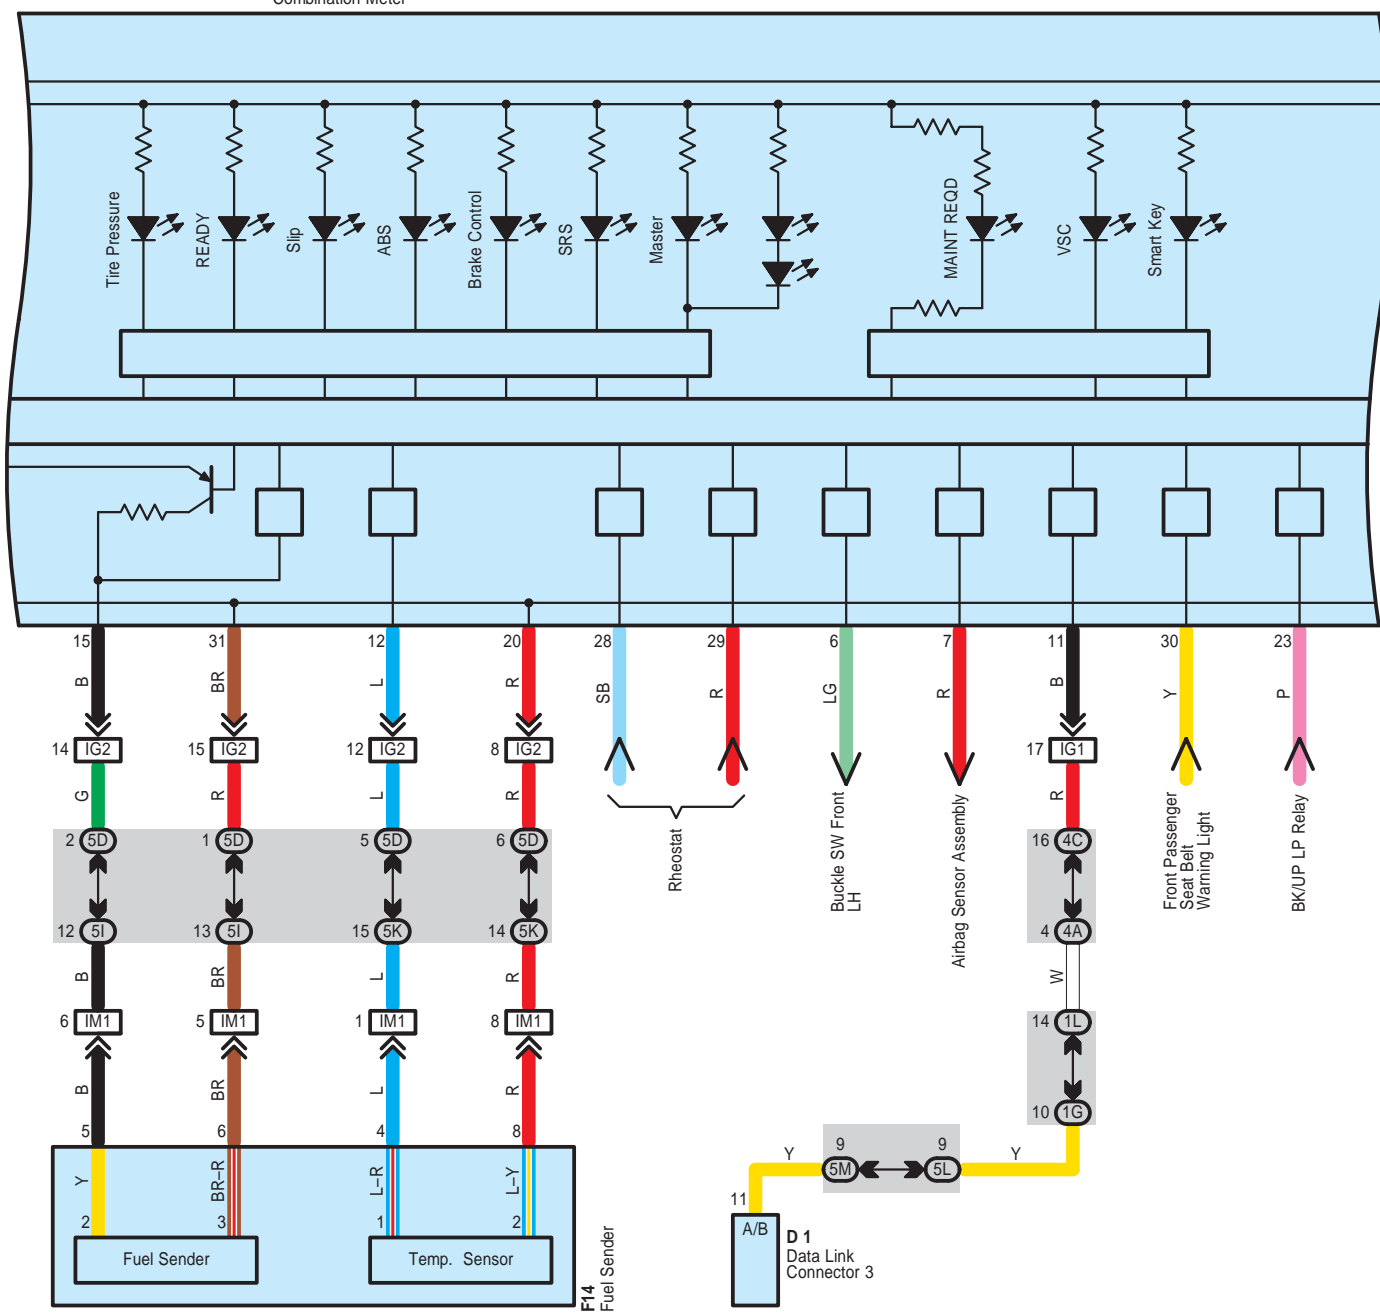 Combination Meter
Tire Pressure
READY
Slip
ABS
Brake Control
SRS
Master
MAINT REQD
VSC
Smart Key
15 31 12 20 28 29 6 7 11 30 23
B BR L R SB R LG R B Y P
14 IG2 15 IG2 12 IG2 8 IG2 17 IG1
G R L R R
Rheostat
Buckle SW Front
LH
Airbag Sensor Assembly
Front Passenger
Seat Belt
Warning Light
BK/UP LP Relay
2 5D 1 5D 5 5D 6 5D 16 4C
12 5I 13 5I 15 5K 14 5K 4 4A
B BR L R W
6 IM1 5 IM1 1 IM1 8 IM1 14 1L
B BR L R
10 1G
5 6 4 8
9 9
Y 5M 5L Y
Y BR–R L–R L–Y
11
2 3 1 2
A/B
Fuel Sender
Temp. Sensor
F14
Fuel Sender
D 1
Data Link
Connector 3